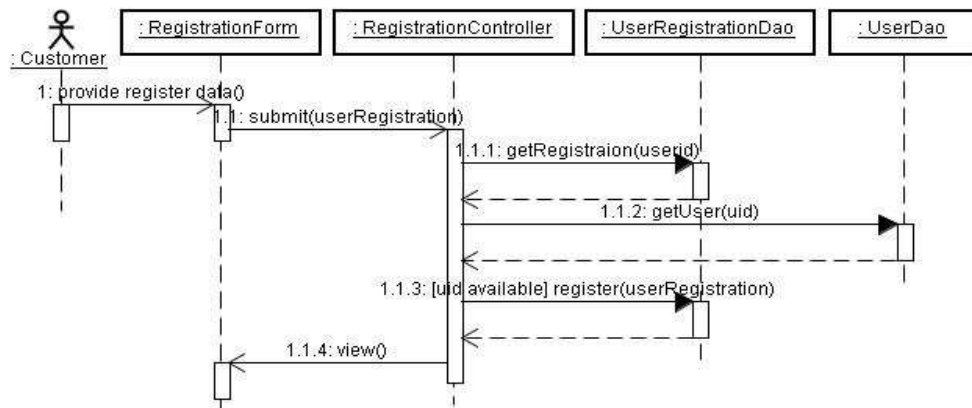 : RegistrationForm
: RegistrationController
: UserRegistrationDao
: UserDao
: Customer
1: provide register data()
1.1: submit(userRegistration)
1.1.1: getRegistraion(userid)
1.1.2: getUser(uid)
1.1.3: [uid available] register(userRegistration)
1.1.4: view()